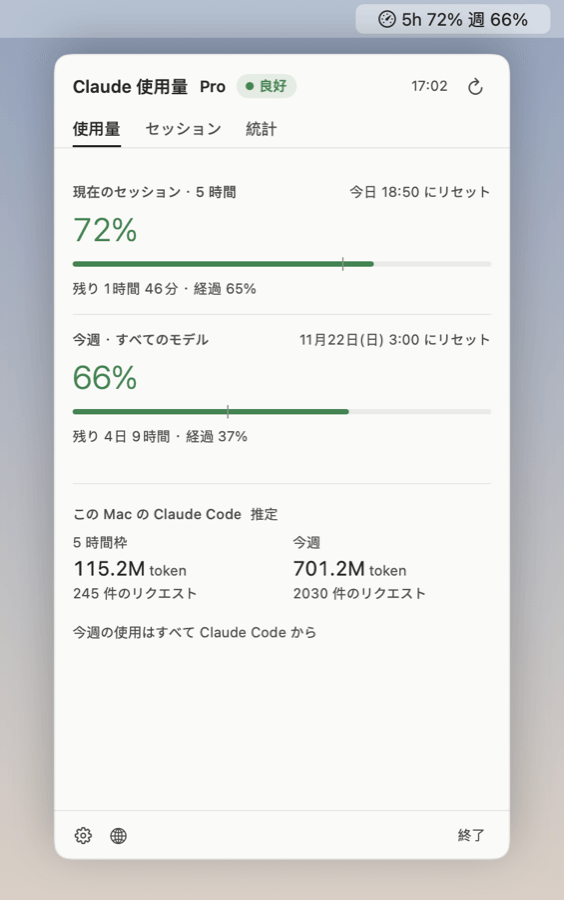 5h 72% 週 66%
Claude 使用量 Pro 良好 17:02
使用量 セッション 統計
現在のセッション · 5 時間 今日 18:50 にリセット
72%
残り 1時間 46分 · 経過 65%
今週 · すべてのモデル 11月22日(日) 3:00 にリセット
66%
残り 4日 9時間 · 経過 37%
この Mac の Claude Code 推定
5 時間枠 今週
115.2M token 701.2M token
245 件のリクエスト 2030 件のリクエスト
今週の使用はすべて Claude Code から
終了